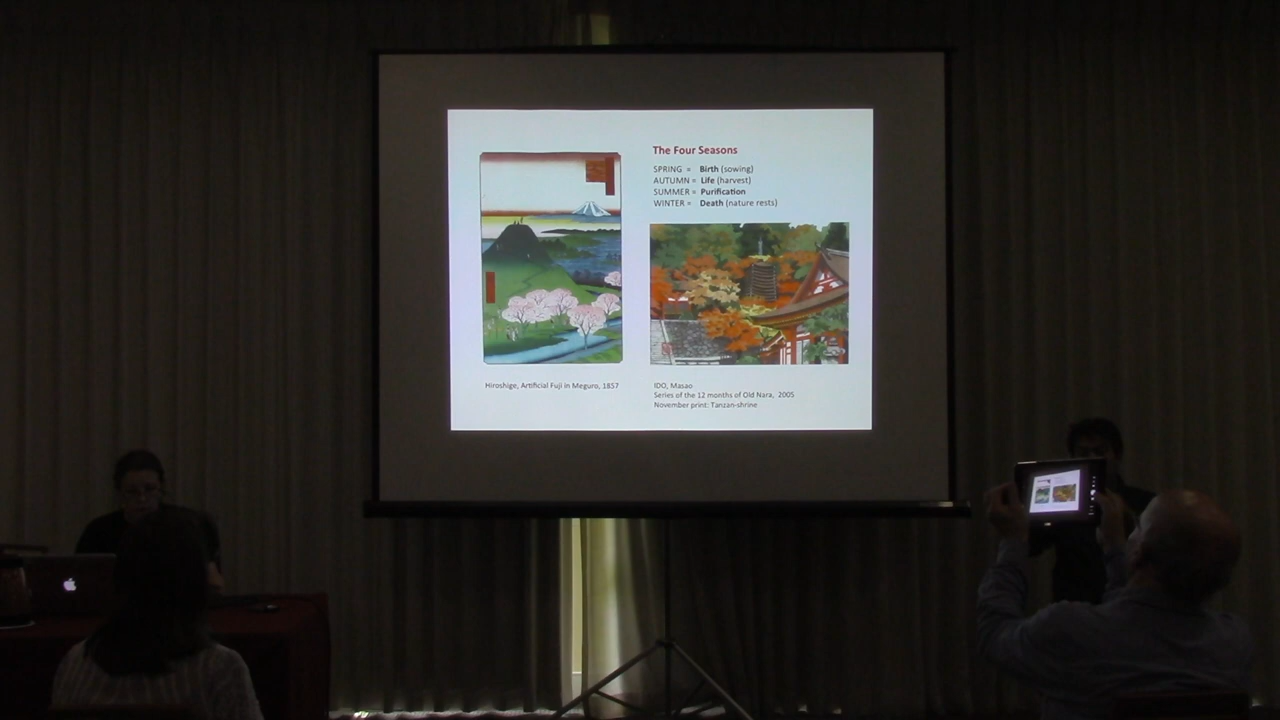 The Four Seasons
SPRING = Birth (sowing)
AUTUMN = Life (harvest)
SUMMER = Purification
WINTER = Death (nature rests)
Hiroshige, Artificial Fuji in Meguro, 1857
IDO, Masao
Series of the 12 months of Old Nara, 2005
November print: Tanzan-shrine